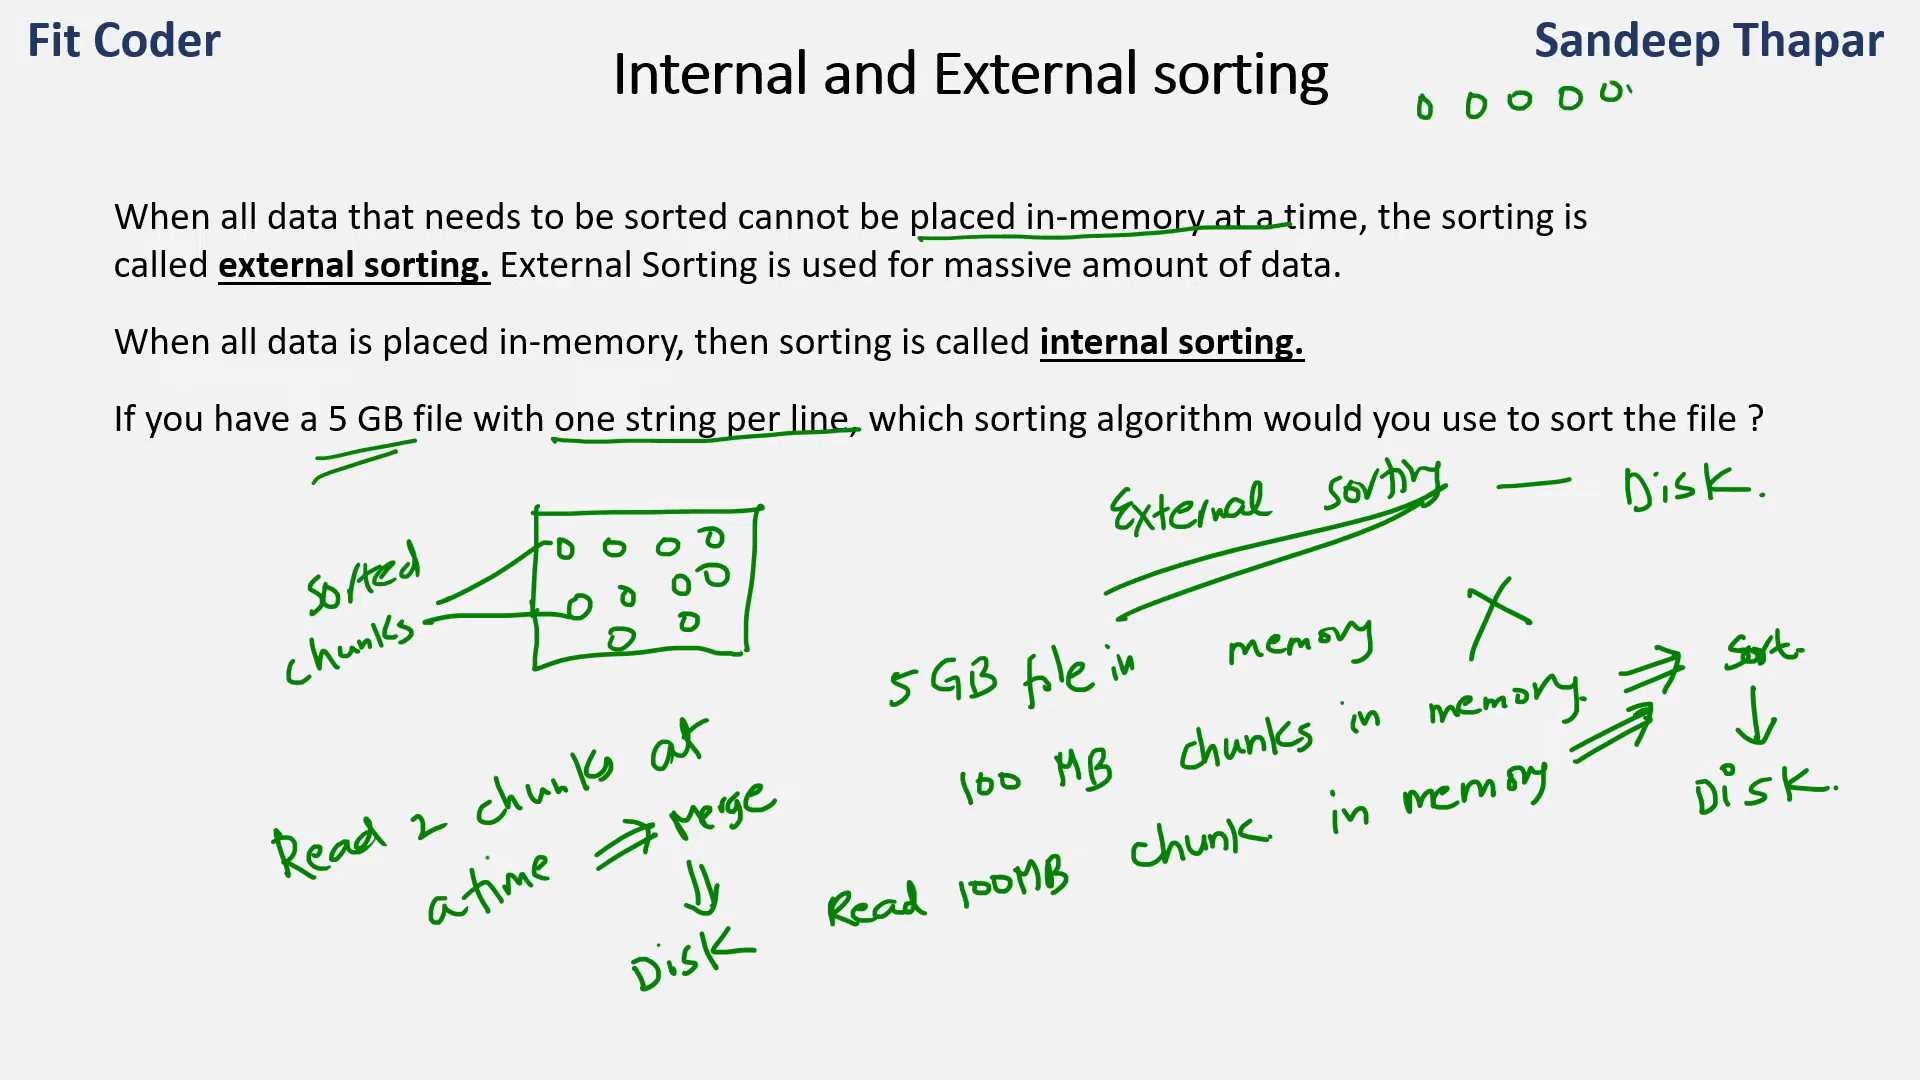 Fit Coder
Sandeep Thapar
Internal and External sorting
0 0 0 0 0
When all data that needs to be sorted cannot be placed in-memory at a time, the sorting is
called external sorting. External Sorting is used for massive amount of data.
When all data is placed in-memory, then sorting is called internal sorting.
If you have a 5 GB file with one string per line, which sorting algorithm would you use to sort the file ?
External sorting — Disk.
sorted
chunks
5 GB file in memory X
100 MB chunks in memory. ⇒ sort.
↓
Disk.
Read 100MB chunk in memory ⇒
Read 2 chunks at
a time ⇒ Merge
⇓
Disk